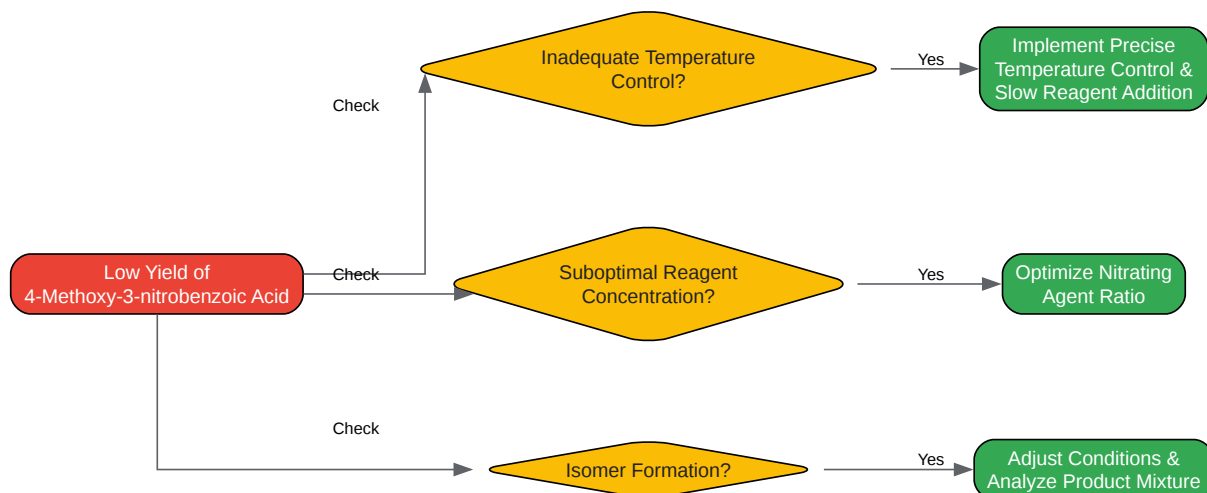 Inadequate Temperature
Control?
Yes
Implement Precise
Temperature Control &
Slow Reagent Addition
Check
Low Yield of
4-Methoxy-3-nitrobenzoic Acid
Check
Suboptimal Reagent
Concentration?
Yes
Optimize Nitrating
Agent Ratio
Check
Isomer Formation?
Yes
Adjust Conditions &
Analyze Product Mixture